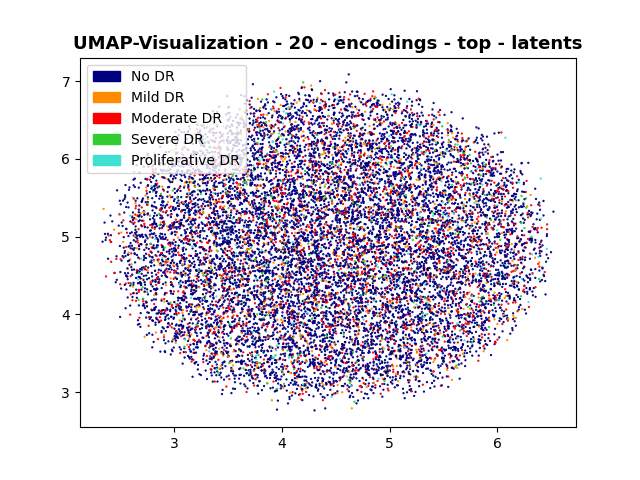 UMAP-Visualization - 20 - encodings - top - latents
No DR
Mild DR
Moderate DR
Severe DR
Proliferative DR
7
6
5
4
3
3 4 5 6